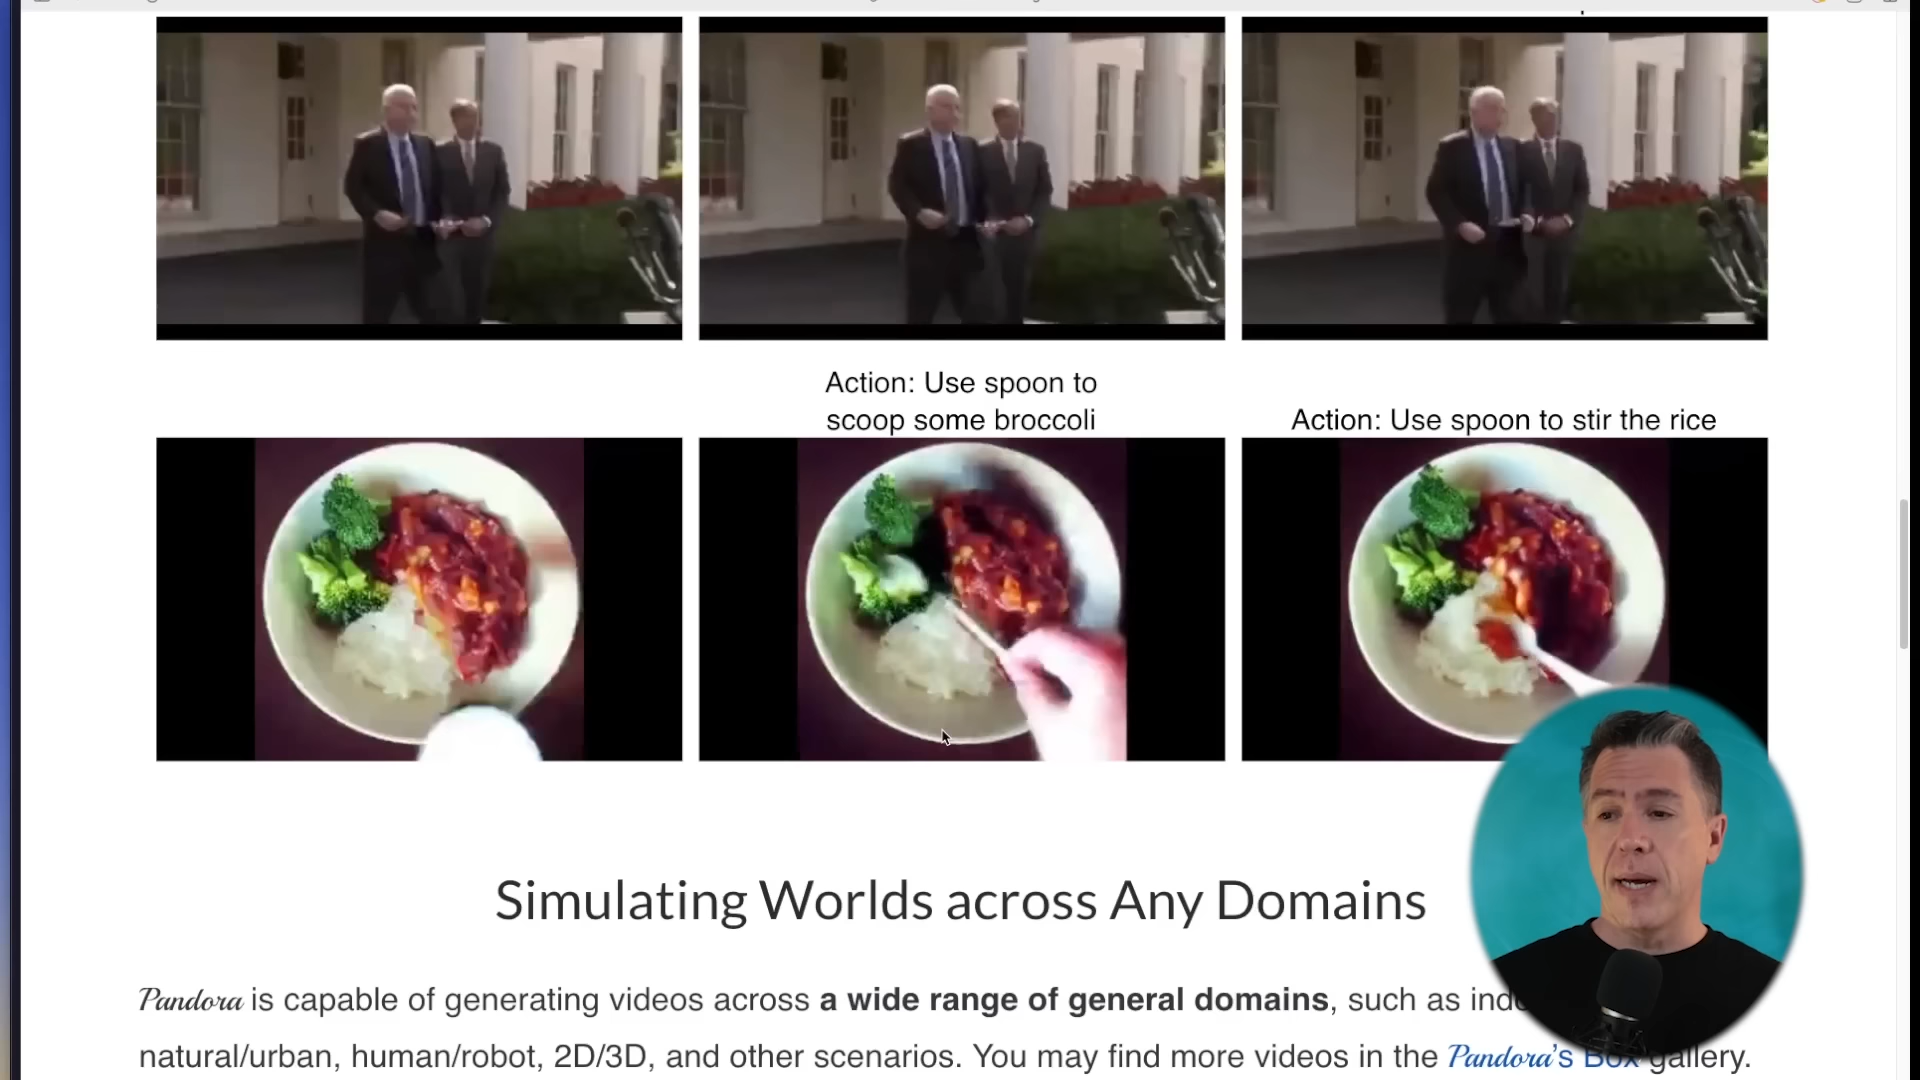 Action: Use spoon to
scoop some broccoli
Action: Use spoon to stir the rice
Simulating Worlds across Any Domains
Pandora is capable of generating videos across a wide range of general domains, such as
natural/urban, human/robot, 2D/3D, and other scenarios. You may find more videos in the Pandora's Box gallery.